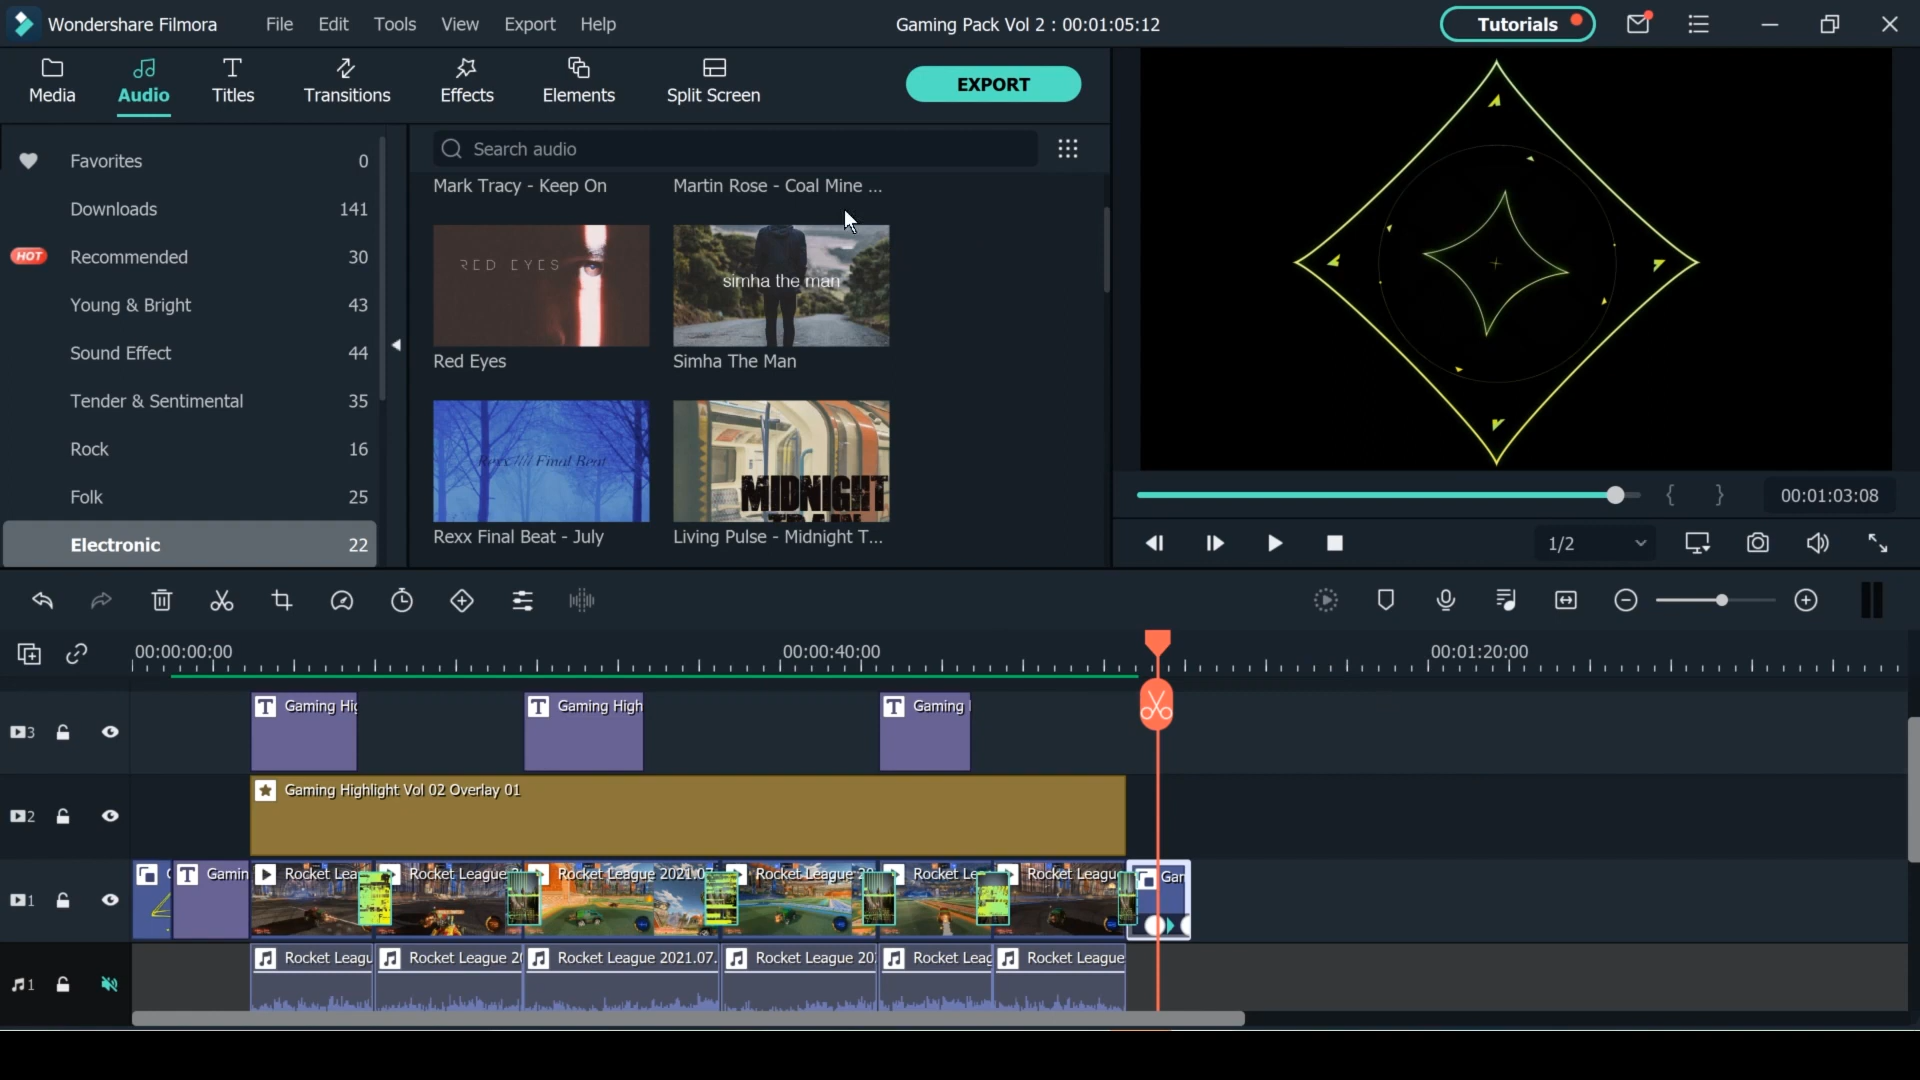 Wondershare Filmora
File
Edit
Tools
View
Export
Help
Gaming Pack Vol 2 : 00:01:05:12
Tutorials
Media
Audio
Titles
Transitions
Effects
Elements
Split Screen
EXPORT
Favorites 0
Downloads 141
HOT Recommended 30
Young & Bright 43
Sound Effect 44
Tender & Sentimental 35
Rock 16
Folk 25
Electronic 22
Search audio
Mark Tracy - Keep On
Martin Rose - Coal Mine ...
RED EYES
simha the man
Red Eyes
Simha The Man
Rexx Final Beat
MIDNIGHT
Rexx Final Beat - July
Living Pulse - Midnight T...
{ }
00:01:03:08
1/2
00:00:00:00
00:00:40:00
00:01:20:00
3
T Gaming Hig
T Gaming High
T Gaming
2
Gaming Highlight Vol 02 Overlay 01
1
T Gamin
Rocket Lea
Rocket League
Rocket League 2021.0
Rocket League 20
Rocket Le
Rocket Leagu
Gar
1
Rocket Leagu
Rocket League 2
Rocket League 2021.07.
Rocket League 20
Rocket Leag
Rocket League